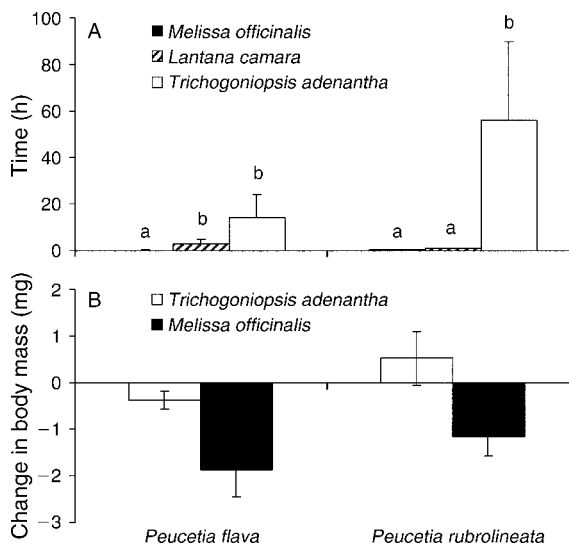 A
Melissa officinalis
Lantana camara
Trichogoniopsis adenantha
Time (h)
100
80
60
40
20
0
a
b
b
a
a
b
B
Trichogoniopsis adenantha
Melissa officinalis
Change in body mass (mg)
2
1
0
−1
−2
−3
Peucetia flava
Peucetia rubrolineata